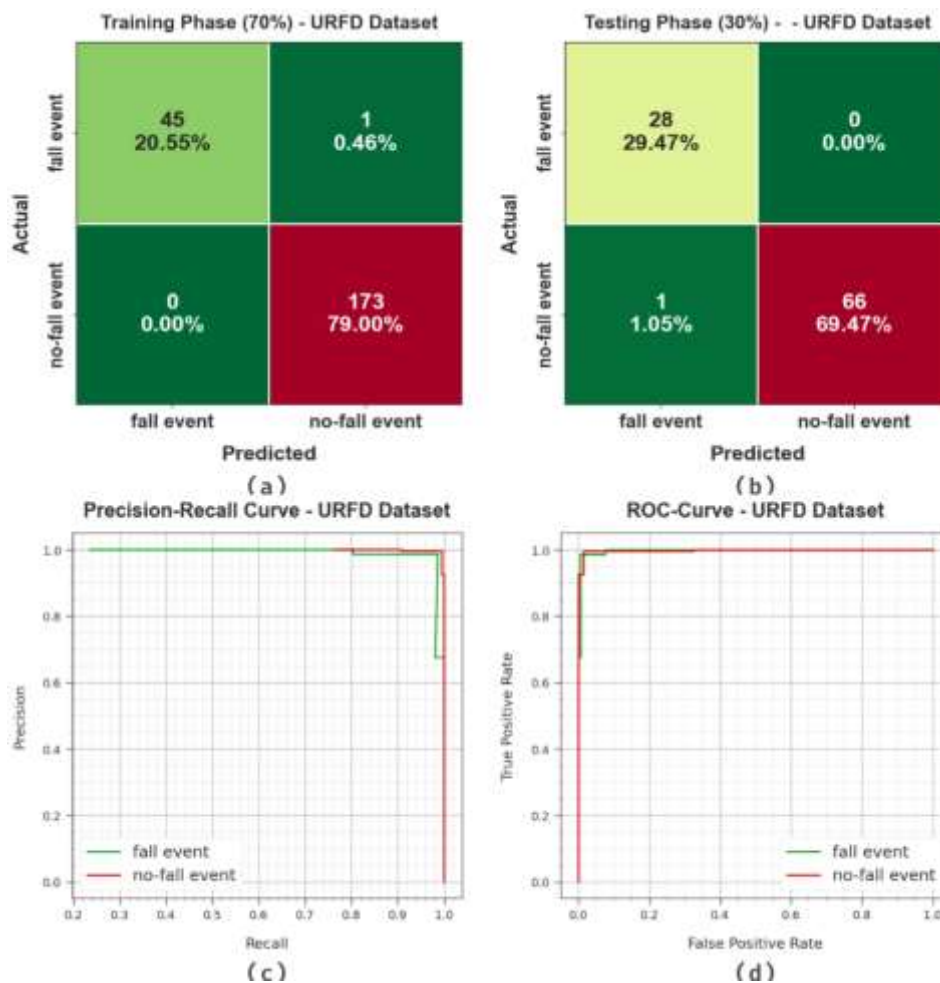 Training Phase (70%) - URFD Dataset
Actual
fall event
no-fall event
45
20.55%
1
0.46%
0
0.00%
173
79.00%
fall event
no-fall event
Predicted
(a)
Testing Phase (30%) - - URFD Dataset
Actual
fall event
no-fall event
28
29.47%
0
0.00%
1
1.05%
66
69.47%
fall event
no-fall event
Predicted
(b)
Precision-Recall Curve - URFD Dataset
Precision
1.0
0.8
0.6
0.4
0.2
0.0
fall event
no-fall event
0.2 0.3 0.4 0.5 0.6 0.7 0.8 0.9 1.0
Recall
(c)
ROC-Curve - URFD Dataset
True Positive Rate
1.0
0.8
0.6
0.4
0.2
0.0
fall event
no-fall event
0.0 0.2 0.4 0.6 0.8 1.0
False Positive Rate
(d)